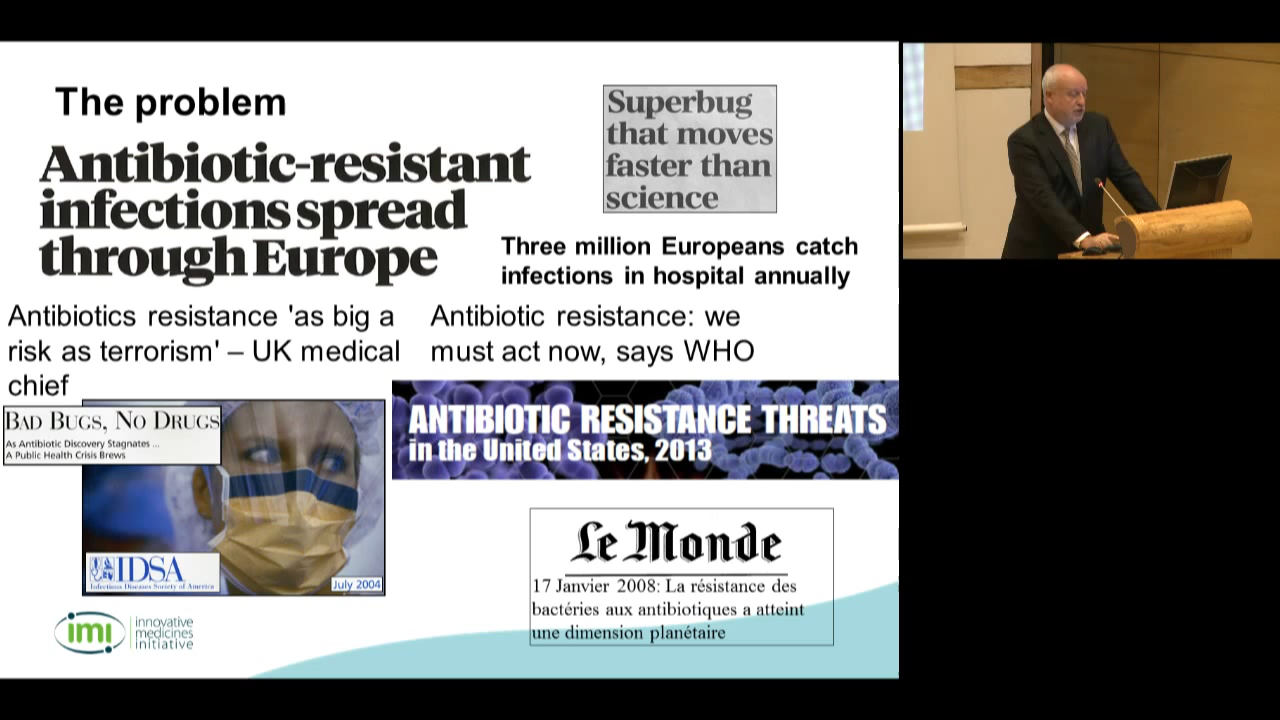 The problem
Antibiotic-resistant
infections spread
through Europe
Superbug
that moves
faster than
science
Three million Europeans catch
infections in hospital annually
Antibiotics resistance 'as big a
risk as terrorism' – UK medical
chief
Antibiotic resistance: we
must act now, says WHO
BAD BUGS, NO DRUGS
As Antibiotic Discovery Stagnates ...
A Public Health Crisis Brews
ANTIBIOTIC RESISTANCE THREATS
in the United States, 2013
IDSA
Infectious Diseases Society of America
July 2004
Le Monde
17 Janvier 2008: La résistance des
bactéries aux antibiotiques a atteint
une dimension planétaire
imi
innovative
medicines
initiative